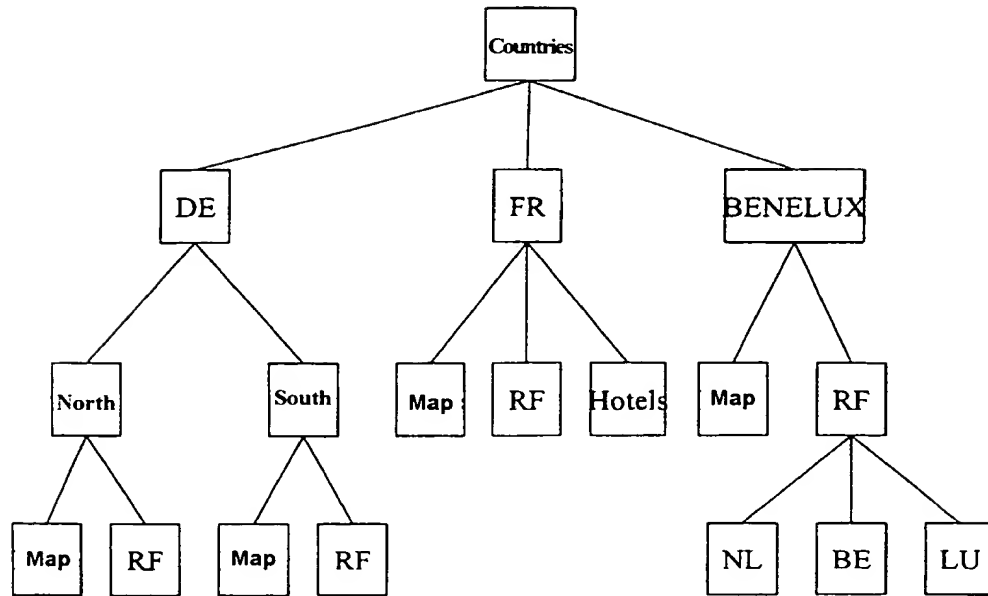 Countries
DE
FR
BENELUX
North
South
Map
RF
Hotels
Map
RF
Map
RF
Map
RF
NL
BE
LU